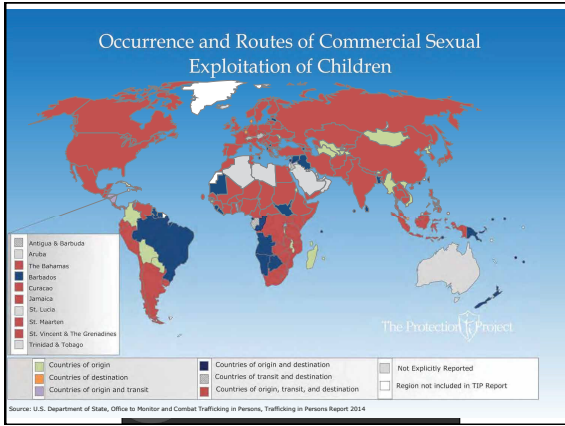 Occurrence and Routes of Commercial Sexual
Exploitation of Children
Antigua & Barbuda
Aruba
The Bahamas
Barbados
Curacao
Jamaica
St. Lucia
St. Maarten
St. Vincent & The Grenadines
Trinidad & Tobago
The Protection Project
Countries of origin
Countries of destination
Countries of origin and transit
Countries of origin and destination
Countries of transit and destination
Countries of origin, transit, and destination
Not Explicitly Reported
Region not included in TIP Report
Source: U.S. Department of State, Office to Monitor and Combat Trafficking in Persons, Trafficking in Persons Report 2014